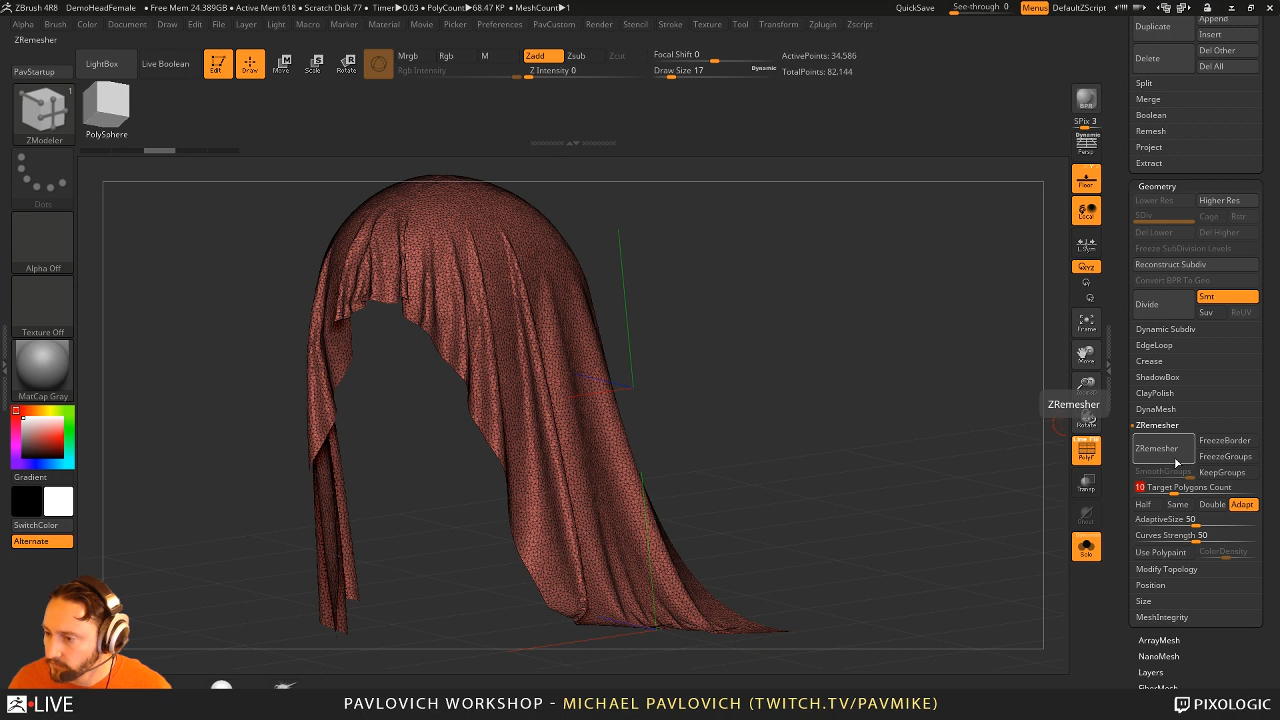 ZBrush 4R8 DemoHeadFemale • Free Mem 24.389GB • Active Mem 618 • Scratch Disk 77 • Timer▶0.03 • PolyCount▶68.47 KP • MeshCount▶1
QuickSave See-through 0 Menus DefaultZScript
Alpha Brush Color Document Draw Edit File Layer Light Macro Marker Material Movie Picker Preferences PavCustom Render Stencil Stroke Texture Tool Transform Zplugin Zscript
ZRemesher
PavStartup
LightBox
Live Boolean
Edit
Draw
Move
Scale
Rotate
Mrgb Rgb M
Rgb Intensity
Zadd Zsub Zcut
Z Intensity 0
Focal Shift 0
Draw Size 17 Dynamic
ActivePoints: 34,586
TotalPoints: 82,144
1
ZModeler
PolySphere
Dots
Alpha Off
Texture Off
MatCap Gray
Gradient
SwitchColor
Alternate
BPR
SPix 3
Dynamic
Persp
Floor
Local
L.Sym
XYZ
Frame
Move
ZRemesher
Rotate
Line Fill
PolyF
Transp
Ghost
Solo
Duplicate
Append
Insert
Delete
Del Other
Del All
Split
Merge
Boolean
Remesh
Project
Extract
Geometry
Lower Res Higher Res
SDiv Cage Rstr
Del Lower Del Higher
Freeze SubDivision Levels
Reconstruct Subdiv
Convert BPR To Geo
Divide
Smt
Suv ReUV
Dynamic Subdiv
EdgeLoop
Crease
ShadowBox
ClayPolish
DynaMesh
ZRemesher
ZRemesher
FreezeBorder
FreezeGroups
SmoothGroups KeepGroups
10 Target Polygons Count
Half Same Double Adapt
AdaptiveSize 50
Curves Strength 50
Use Polypaint ColorDensity
Modify Topology
Position
Size
MeshIntegrity
ArrayMesh
NanoMesh
Layers
FiberMesh
LIVE
PAVLOVICH WORKSHOP - MICHAEL PAVLOVICH (TWITCH.TV/PAVMIKE)
PIXOLOGIC